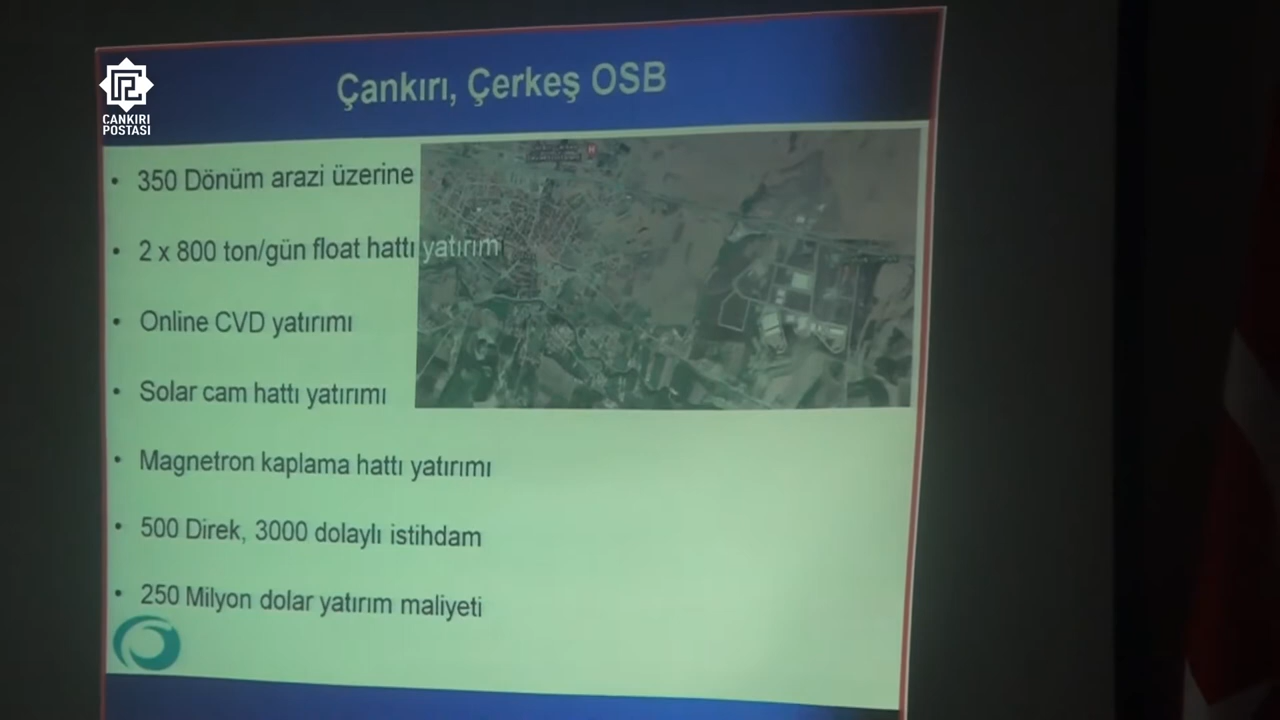 Çankırı, Çerkeş OSB
ÇANKIRI
POSTASI
• 350 Dönüm arazi üzerine
• 2 x 800 ton/gün float hattı yatırım
• Online CVD yatırımı
• Solar cam hattı yatırımı
• Magnetron kaplama hattı yatırımı
• 500 Direk, 3000 dolaylı istihdam
• 250 Milyon dolar yatırım maliyeti